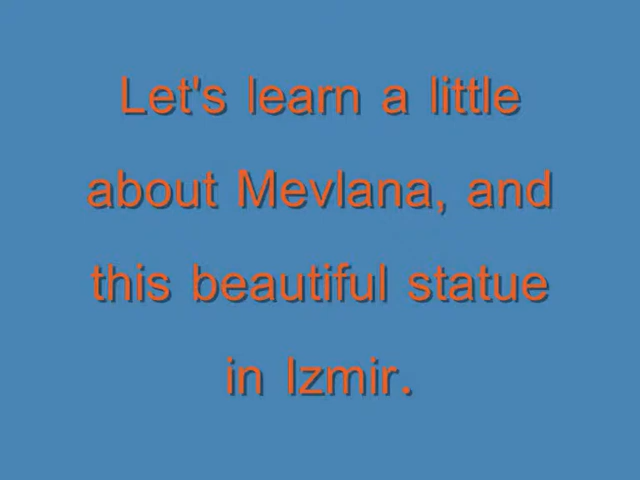 Let's learn a little
about Mevlana, and
this beautiful statue
in Izmir.